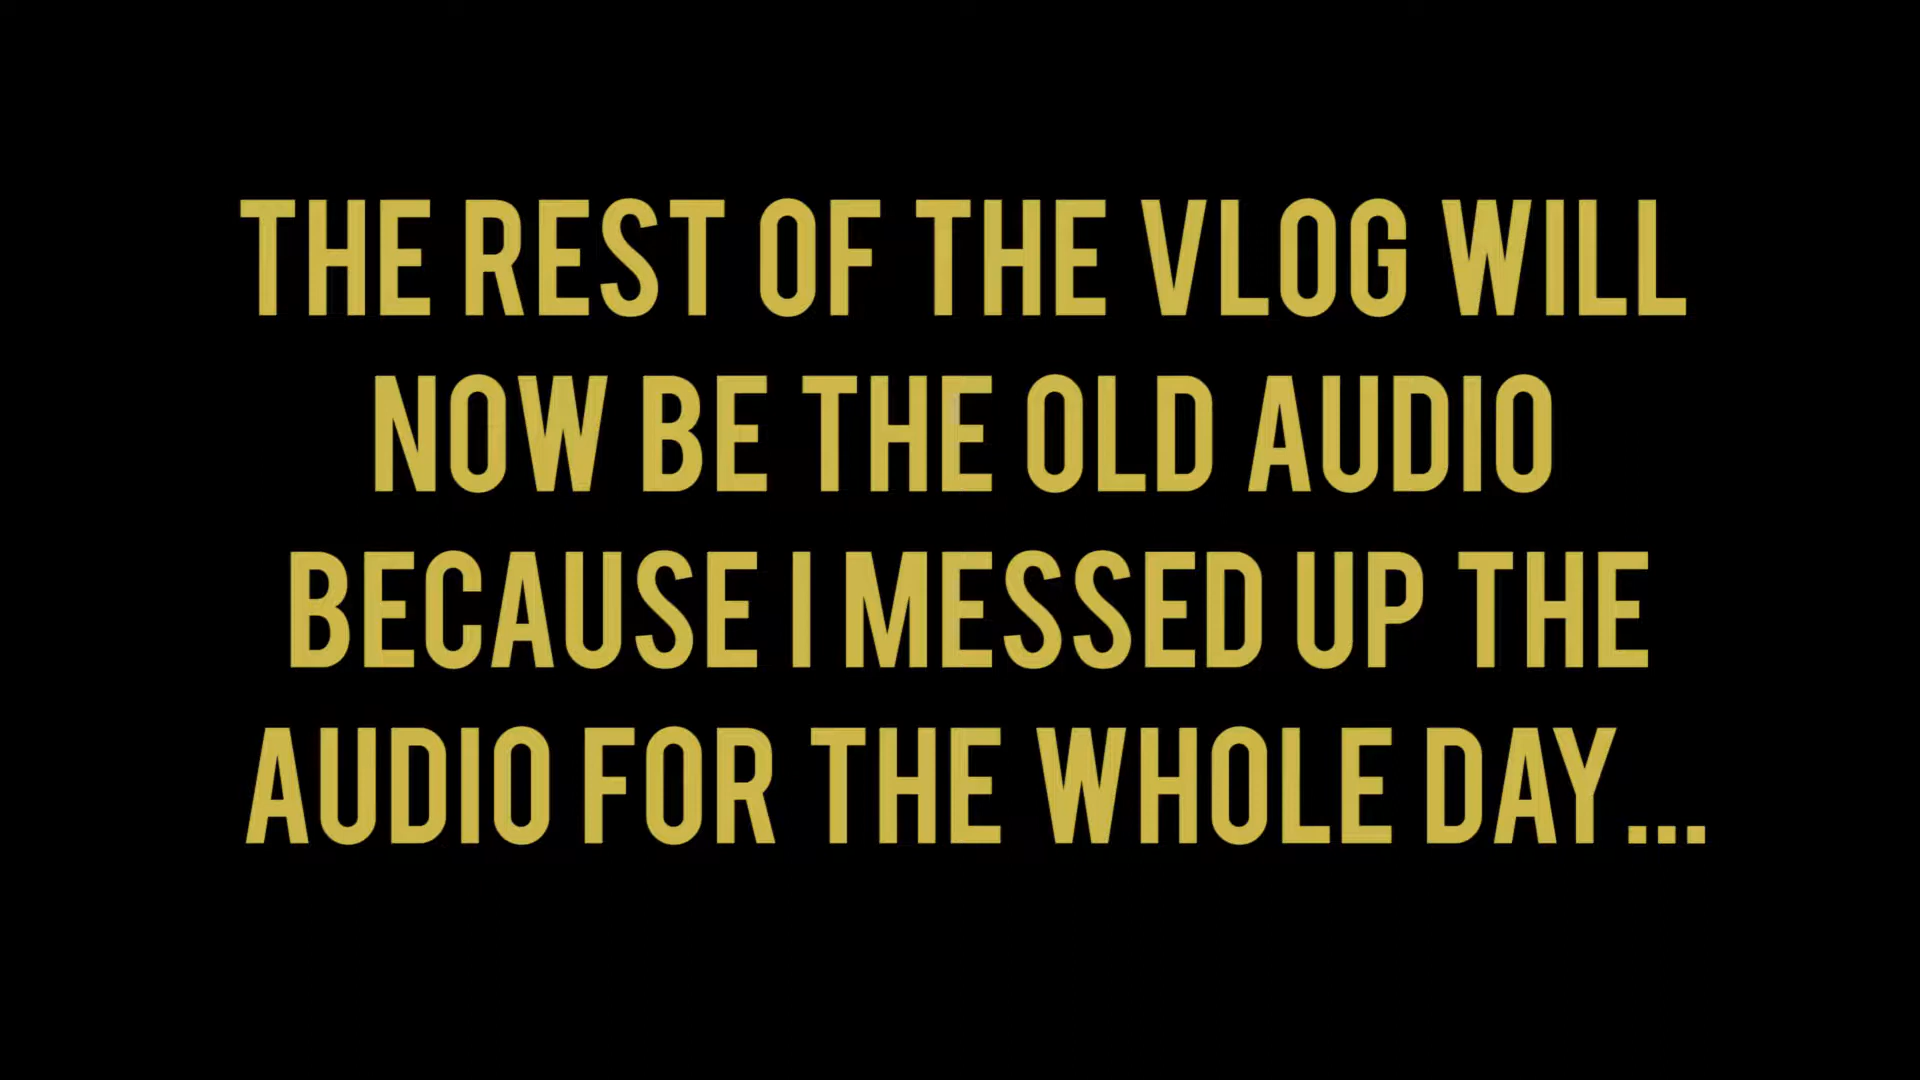 THE REST OF THE VLOG WILL
NOW BE THE OLD AUDIO
BECAUSE I MESSED UP THE
AUDIO FOR THE WHOLE DAY...